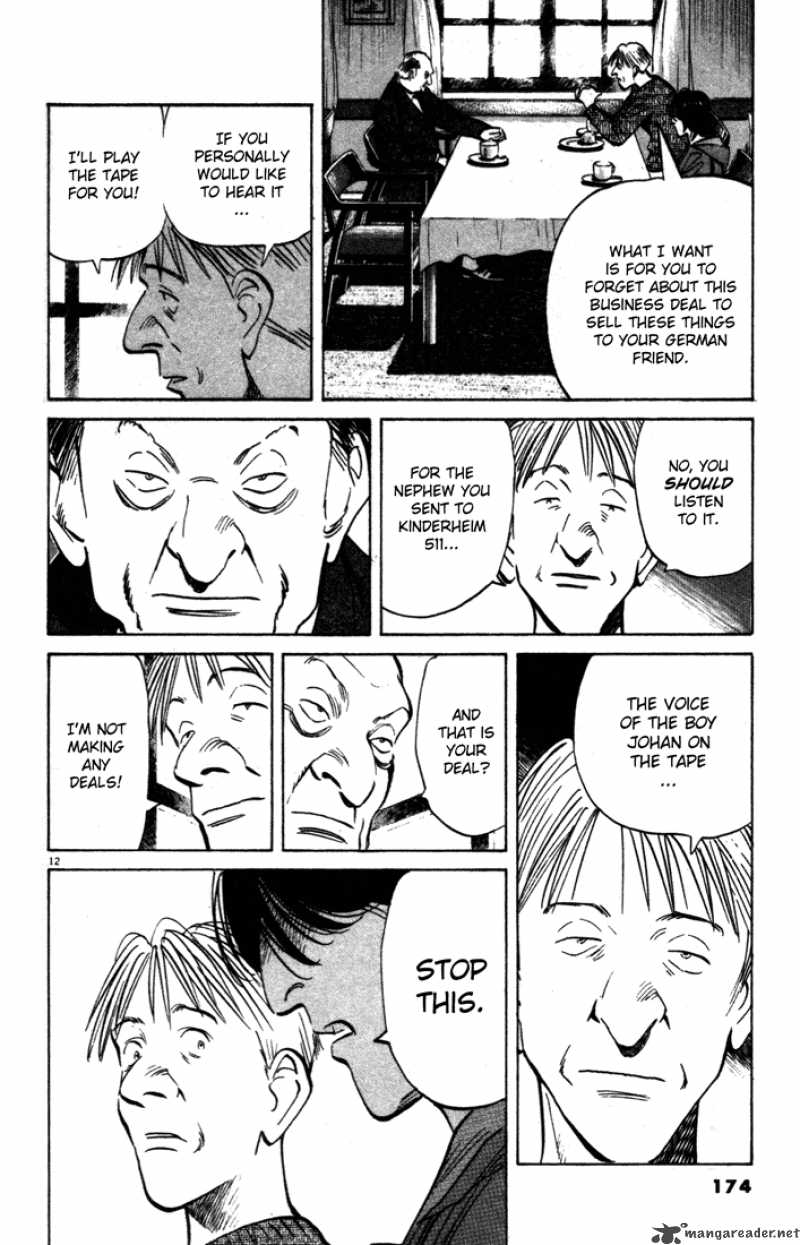 WHAT I WANT
IS FOR YOU TO
FORGET ABOUT THIS
BUSINESS DEAL TO
SELL THESE THINGS
TO YOUR GERMAN
FRIEND.
IF YOU
PERSONALLY
WOULD LIKE
TO HEAR IT
...
I'LL PLAY
THE TAPE
FOR YOU!
NO, YOU
SHOULD
LISTEN
TO IT.
FOR THE
NEPHEW YOU
SENT TO
KINDERHEIM
511...
THE VOICE
OF THE BOY
JOHAN ON
THE TAPE
...
AND
THAT IS
YOUR
DEAL?
I'M NOT
MAKING
ANY
DEALS!
12
STOP
THIS.
174
mangareader.net